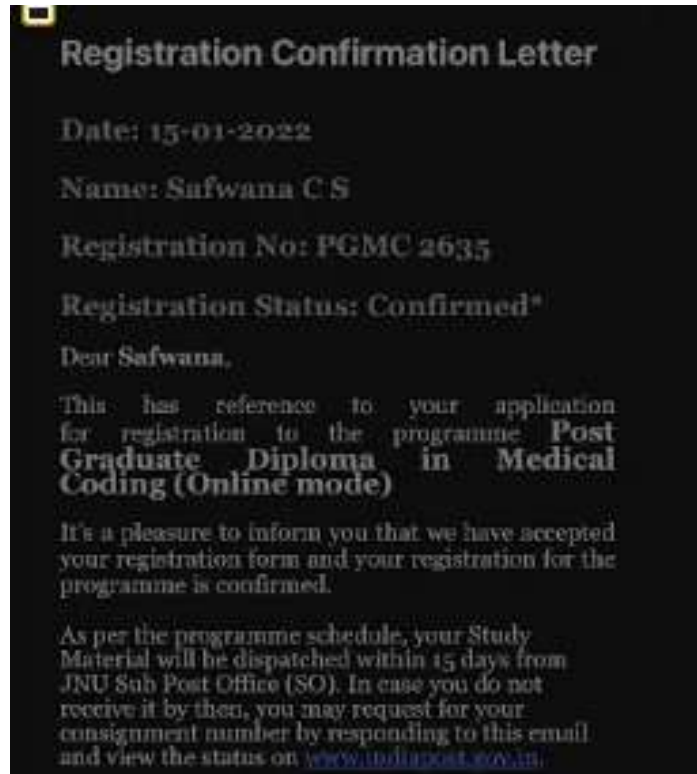 Registration Confirmation Letter
Date: 15-01-2022
Name: Safwana C S
Registration No: PGMC 2635
Registration Status: Confirmed*
Dear Safwana,
This has reference to your application
for registration to the programme Post
Graduate Diploma in Medical
Coding (Online mode)
It's a pleasure to inform you that we have accepted
your registration form and your registration for the
programme is confirmed.
As per the programme schedule, your Study
Material will be dispatched within 15 days from
JNU Sub Post Office (SO). In case you do not
receive it by then, you may request for your
consignment number by responding to this email
and view the status on www.indiapost.gov.in.